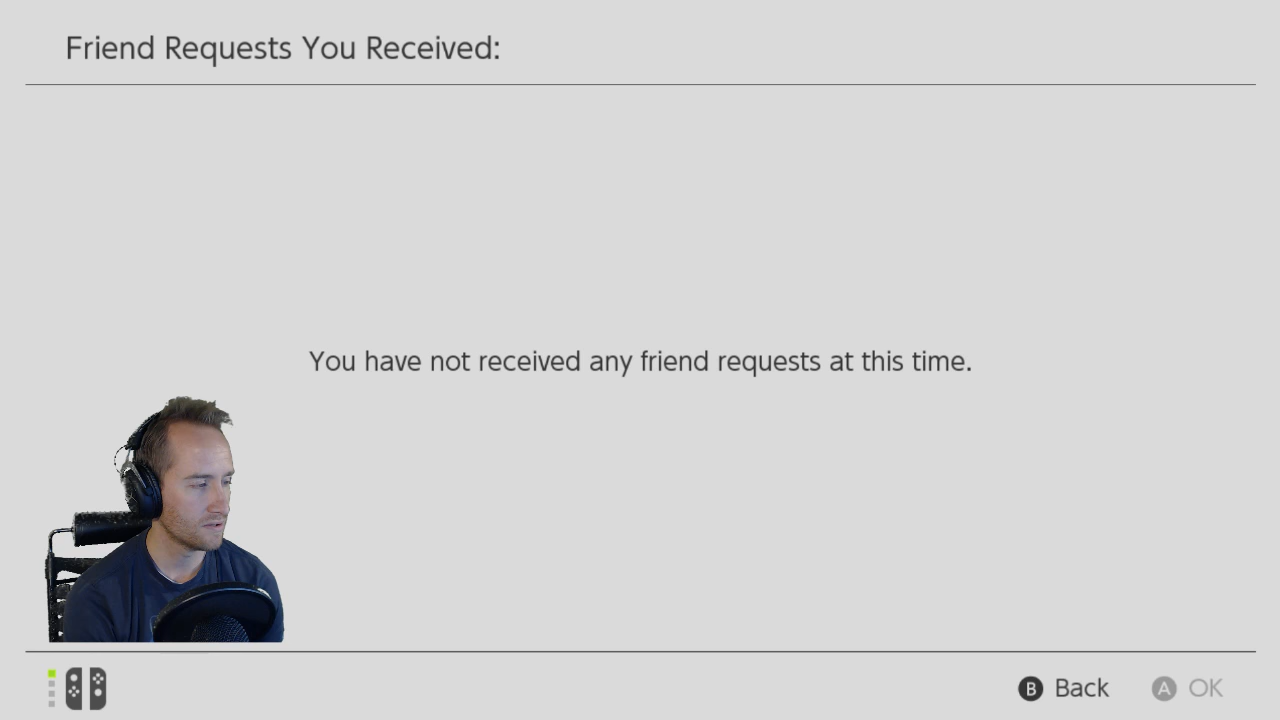 Friend Requests You Received:
You have not received any friend requests at this time.
B Back A OK